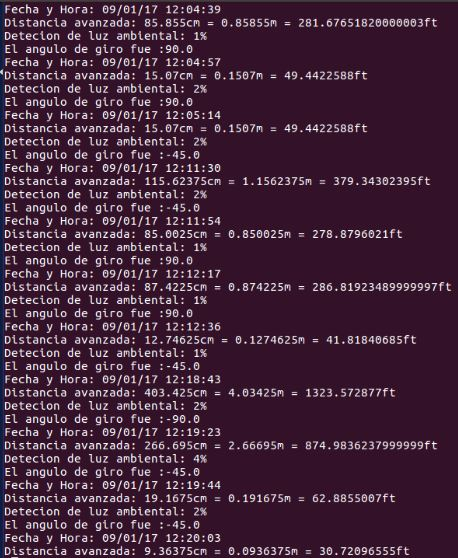 Fecha y Hora: 09/01/17 12:04:39
Distancia avanzada: 85.855cm = 0.85855m = 281.67651820000003ft
Detecion de luz ambiental: 1%
El angulo de giro fue :90.0
Fecha y Hora: 09/01/17 12:04:57
Distancia avanzada: 15.07cm = 0.1507m = 49.4422588ft
Detecion de luz ambiental: 2%
El angulo de giro fue :90.0
Fecha y Hora: 09/01/17 12:05:14
Distancia avanzada: 15.07cm = 0.1507m = 49.4422588ft
Detecion de luz ambiental: 2%
El angulo de giro fue :-45.0
Fecha y Hora: 09/01/17 12:11:30
Distancia avanzada: 115.62375cm = 1.1562375m = 379.34302395ft
Detecion de luz ambiental: 2%
El angulo de giro fue :-45.0
Fecha y Hora: 09/01/17 12:11:54
Distancia avanzada: 85.0025cm = 0.850025m = 278.8796021ft
Detecion de luz ambiental: 1%
El angulo de giro fue :90.0
Fecha y Hora: 09/01/17 12:12:17
Distancia avanzada: 87.4225cm = 0.874225m = 286.81923489999997ft
Detecion de luz ambiental: 1%
El angulo de giro fue :90.0
Fecha y Hora: 09/01/17 12:12:36
Distancia avanzada: 12.74625cm = 0.1274625m = 41.81840685ft
Detecion de luz ambiental: 1%
El angulo de giro fue :-45.0
Fecha y Hora: 09/01/17 12:18:43
Distancia avanzada: 403.425cm = 4.03425m = 1323.572877ft
Detecion de luz ambiental: 2%
El angulo de giro fue :-90.0
Fecha y Hora: 09/01/17 12:19:23
Distancia avanzada: 266.695cm = 2.66695m = 874.9836237999999ft
Detecion de luz ambiental: 4%
El angulo de giro fue :-45.0
Fecha y Hora: 09/01/17 12:19:44
Distancia avanzada: 19.1675cm = 0.191675m = 62.8855007ft
Detecion de luz ambiental: 2%
El angulo de giro fue :-45.0
Fecha y Hora: 09/01/17 12:20:03
Distancia avanzada: 9.36375cm = 0.0936375m = 30.72096555ft